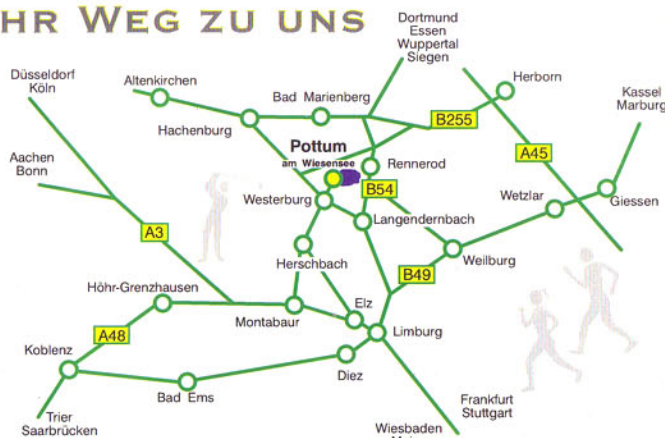 HR WEG ZU UNS
Dortmund
Essen
Wuppertal
Siegen
Düsseldorf
Köln
Altenkirchen
Bad Marienberg
Herborn
Kassel
Marburg
Hachenburg
B255
Pottum
am Wiesensee
Rennerod
A45
Aachen
Bonn
B54
Westerburg
Wetzlar
Giessen
Langendernbach
A3
Weilburg
Herschbach
B49
Höhr-Grenzhausen
Elz
Montabaur
A48
Limburg
Koblenz
Diez
Bad Ems
Frankfurt
Stuttgart
Trier
Saarbrücken
Wiesbaden